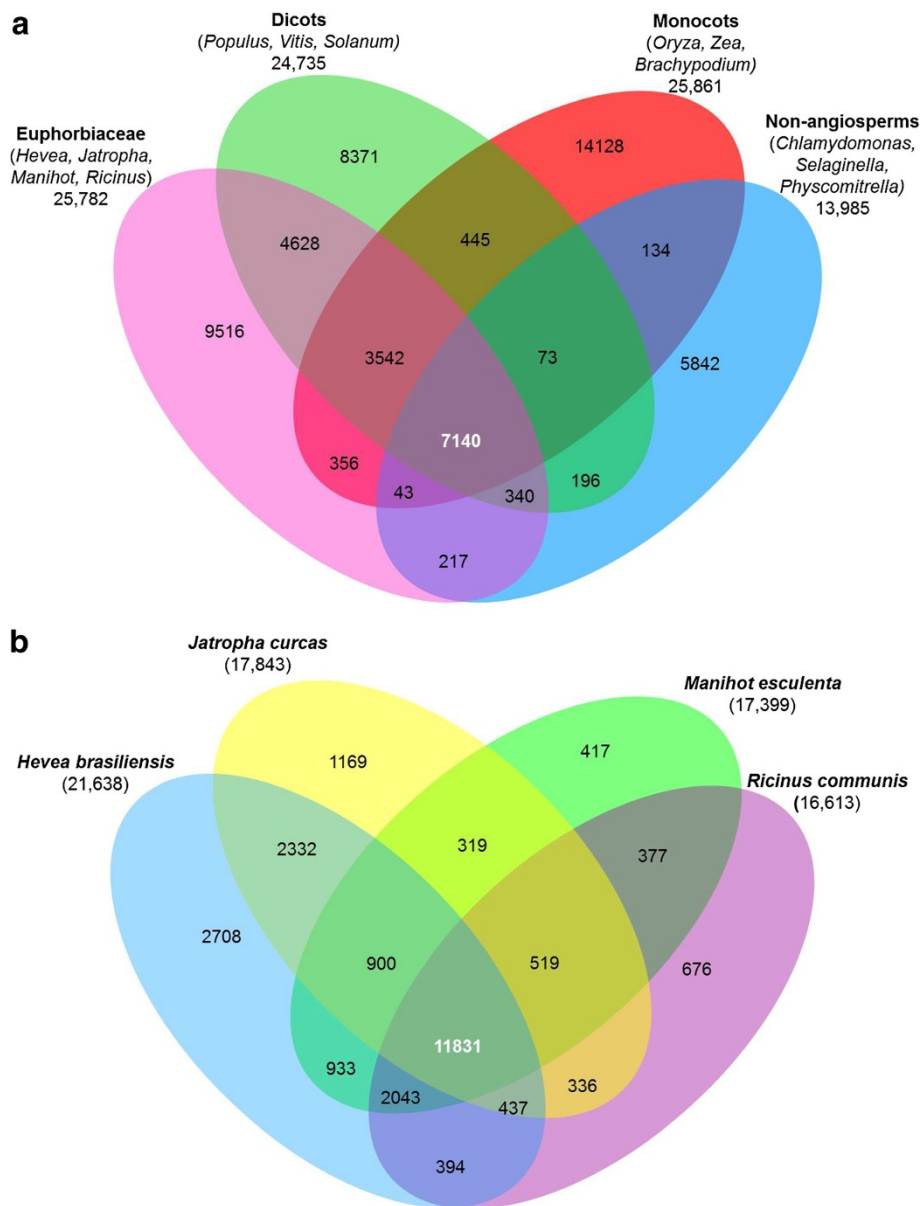 a
Dicots
(Populus, Vitis, Solanum)
24,735
Monocots
(Oryza, Zea,
Brachypodium)
25,861
Euphorbiaceae
(Hevea, Jatropha,
Manihot, Ricinus)
25,782
Non-angiosperms
(Chlamydomonas,
Selaginella,
Physcomitrella)
13,985
8371
14128
4628
445
134
9516
3542
73
5842
7140
356
43
340
196
217
b
Jatropha curcas
(17,843)
Manihot esculenta
(17,399)
Hevea brasiliensis
(21,638)
Ricinus communis
(16,613)
1169
417
2332
319
377
2708
900
519
676
11831
933
2043
437
336
394